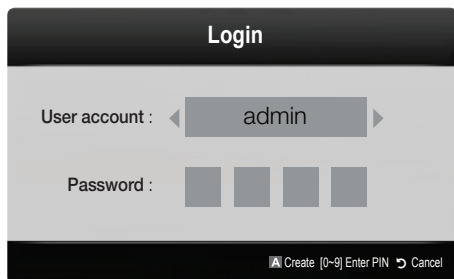 Login
User account : admin
Password :
A Create [0~9] Enter PIN Cancel